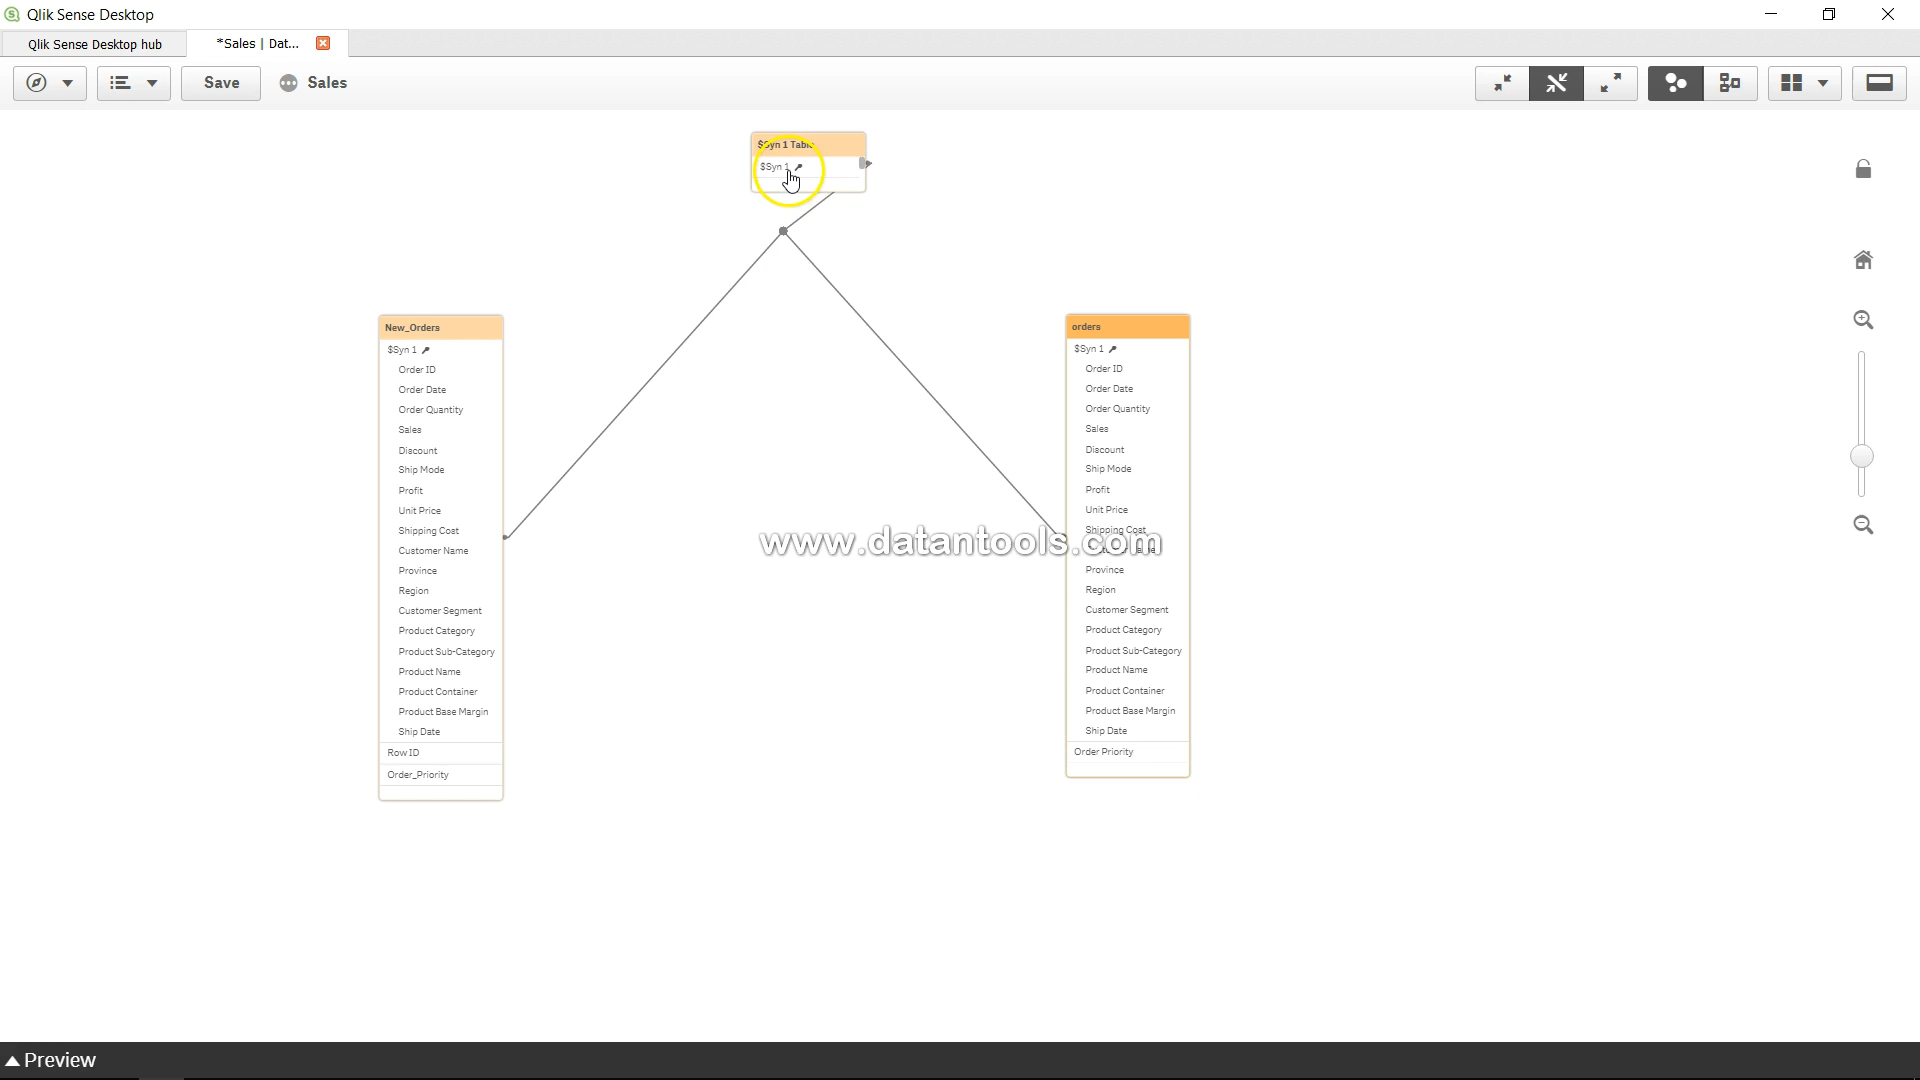 Qlik Sense Desktop
Qlik Sense Desktop hub
*Sales | Dat...
Save
Sales
$Syn 1 Table
$Syn 1
New_Orders
$Syn 1
Order ID
Order Date
Order Quantity
Sales
Discount
Ship Mode
Profit
Unit Price
Shipping Cost
Customer Name
Province
Region
Customer Segment
Product Category
Product Sub-Category
Product Name
Product Container
Product Base Margin
Ship Date
Row ID
Order_Priority
orders
$Syn 1
Order ID
Order Date
Order Quantity
Sales
Discount
Ship Mode
Profit
Unit Price
Shipping Cost
Customer Name
Province
Region
Customer Segment
Product Category
Product Sub-Category
Product Name
Product Container
Product Base Margin
Ship Date
Order Priority
www.datantools.com
Preview